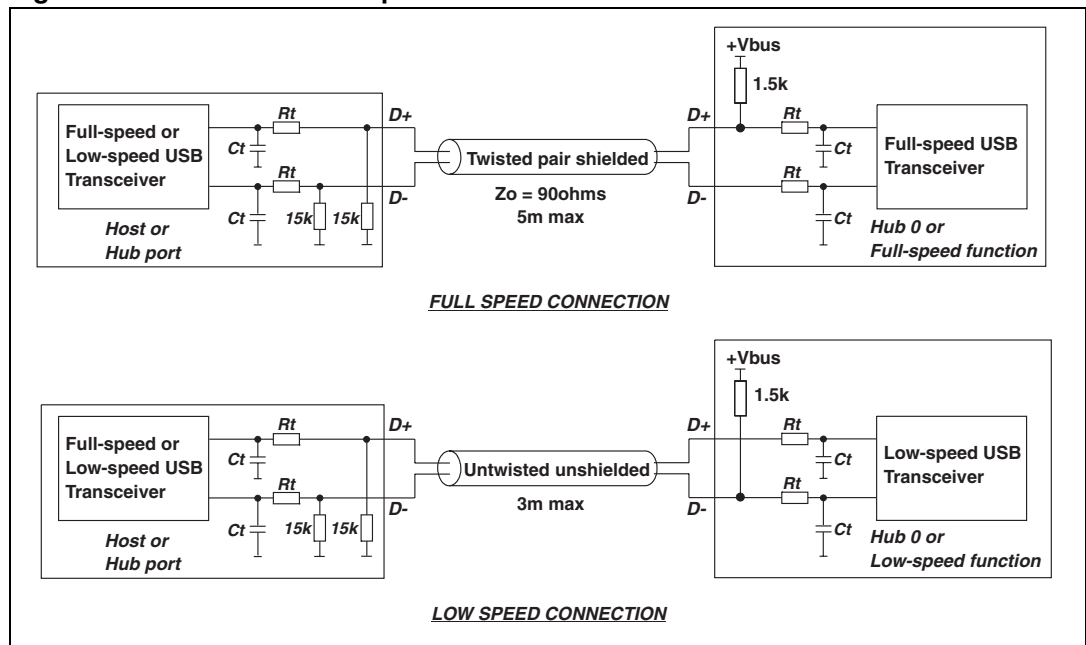 +Vbus
1.5k
Full-speed or
Low-speed USB
Transceiver
Rt
Ct
Rt
Ct
15k
15k
Host or
Hub port
D+
D-
Twisted pair shielded
Zo = 90ohms
5m max
D+
D-
Rt
Ct
Rt
Ct
Full-speed USB
Transceiver
Hub 0 or
Full-speed function
FULL SPEED CONNECTION
+Vbus
1.5k
Full-speed or
Low-speed USB
Transceiver
Rt
Ct
Rt
Ct
15k
15k
Host or
Hub port
D+
D-
Untwisted unshielded
3m max
D+
D-
Rt
Ct
Rt
Ct
Low-speed USB
Transceiver
Hub 0 or
Low-speed function
LOW SPEED CONNECTION